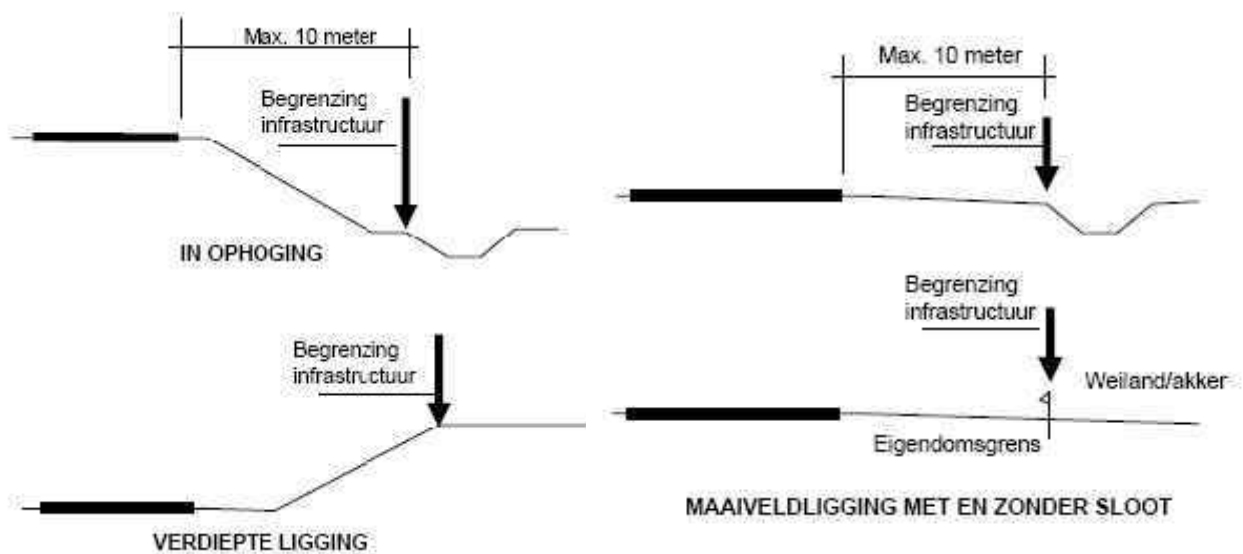 Max. 10 meter
Begrenzing
infrastructuur
IN OPHOGING
Begrenzing
infrastructuur
VERDIEPTE LIGGING
Max. 10 meter
Begrenzing
infrastructuur
Begrenzing
infrastructuur
Weiland/akker
Eigendomsgrens
MAAIVELDLIGGING MET EN ZONDER SLOOT